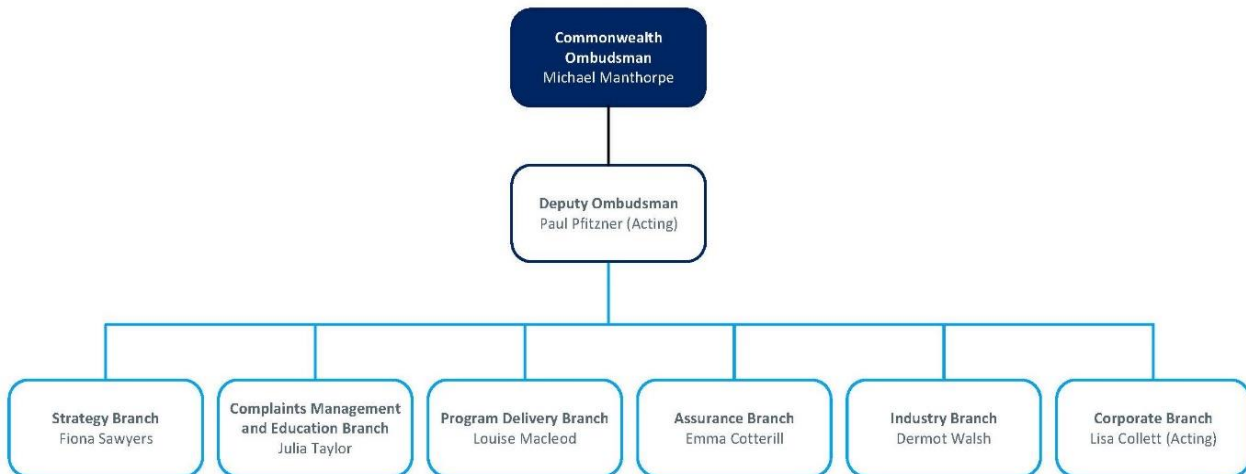 Commonwealth
Ombudsman
Michael Manthorpe
Deputy Ombudsman
Paul Pfitzner (Acting)
Strategy Branch
Fiona Sawyers
Complaints Management
and Education Branch
Julia Taylor
Program Delivery Branch
Louise Macleod
Assurance Branch
Emma Cotterill
Industry Branch
Dermot Walsh
Corporate Branch
Lisa Collett (Acting)